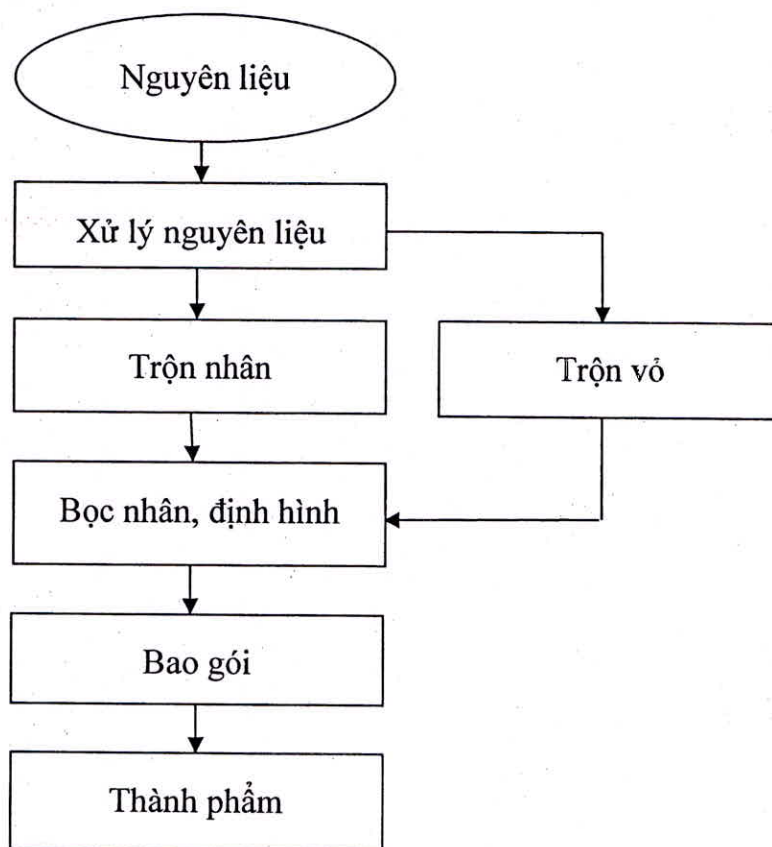 Nguyên liệu
Xử lý nguyên liệu
Trộn nhân
Trộn vỏ
Bọc nhân, định hình
Bao gói
Thành phẩm